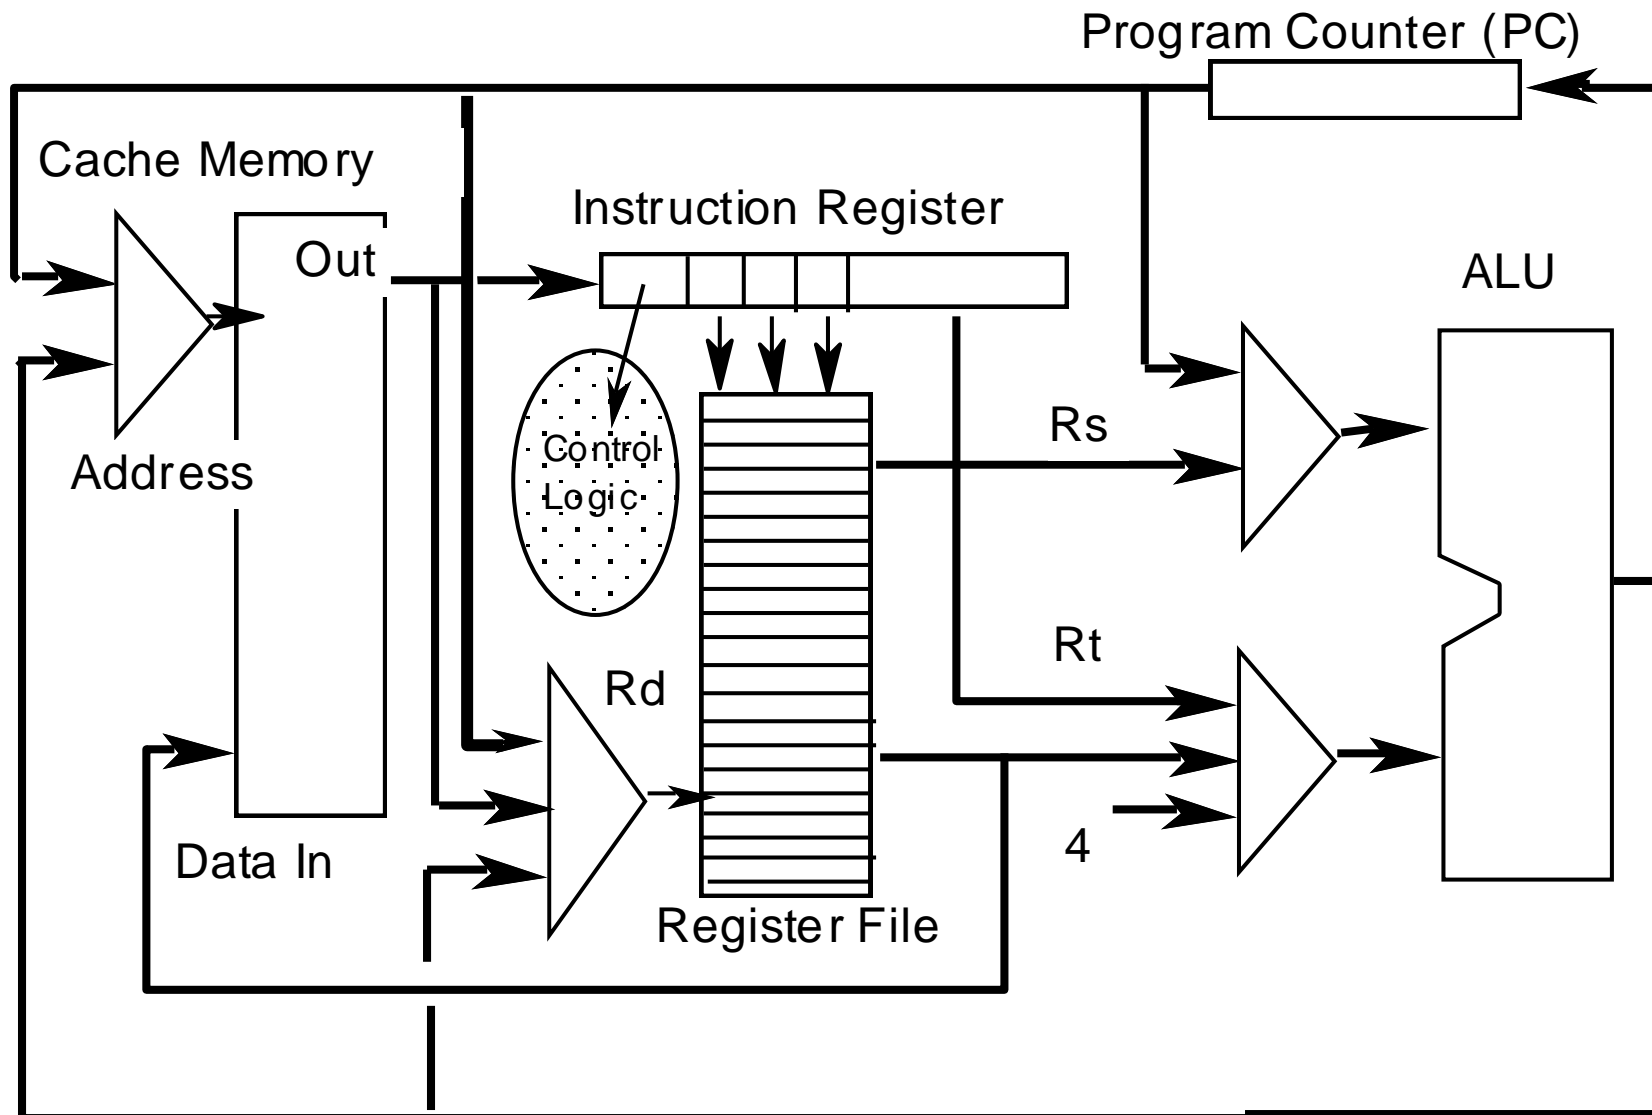 Program Counter (PC)
Cache Memory
Instruction Register
Out
ALU
Rs
Control
Logic
Address
Rt
Rd
4
Data In
Register File